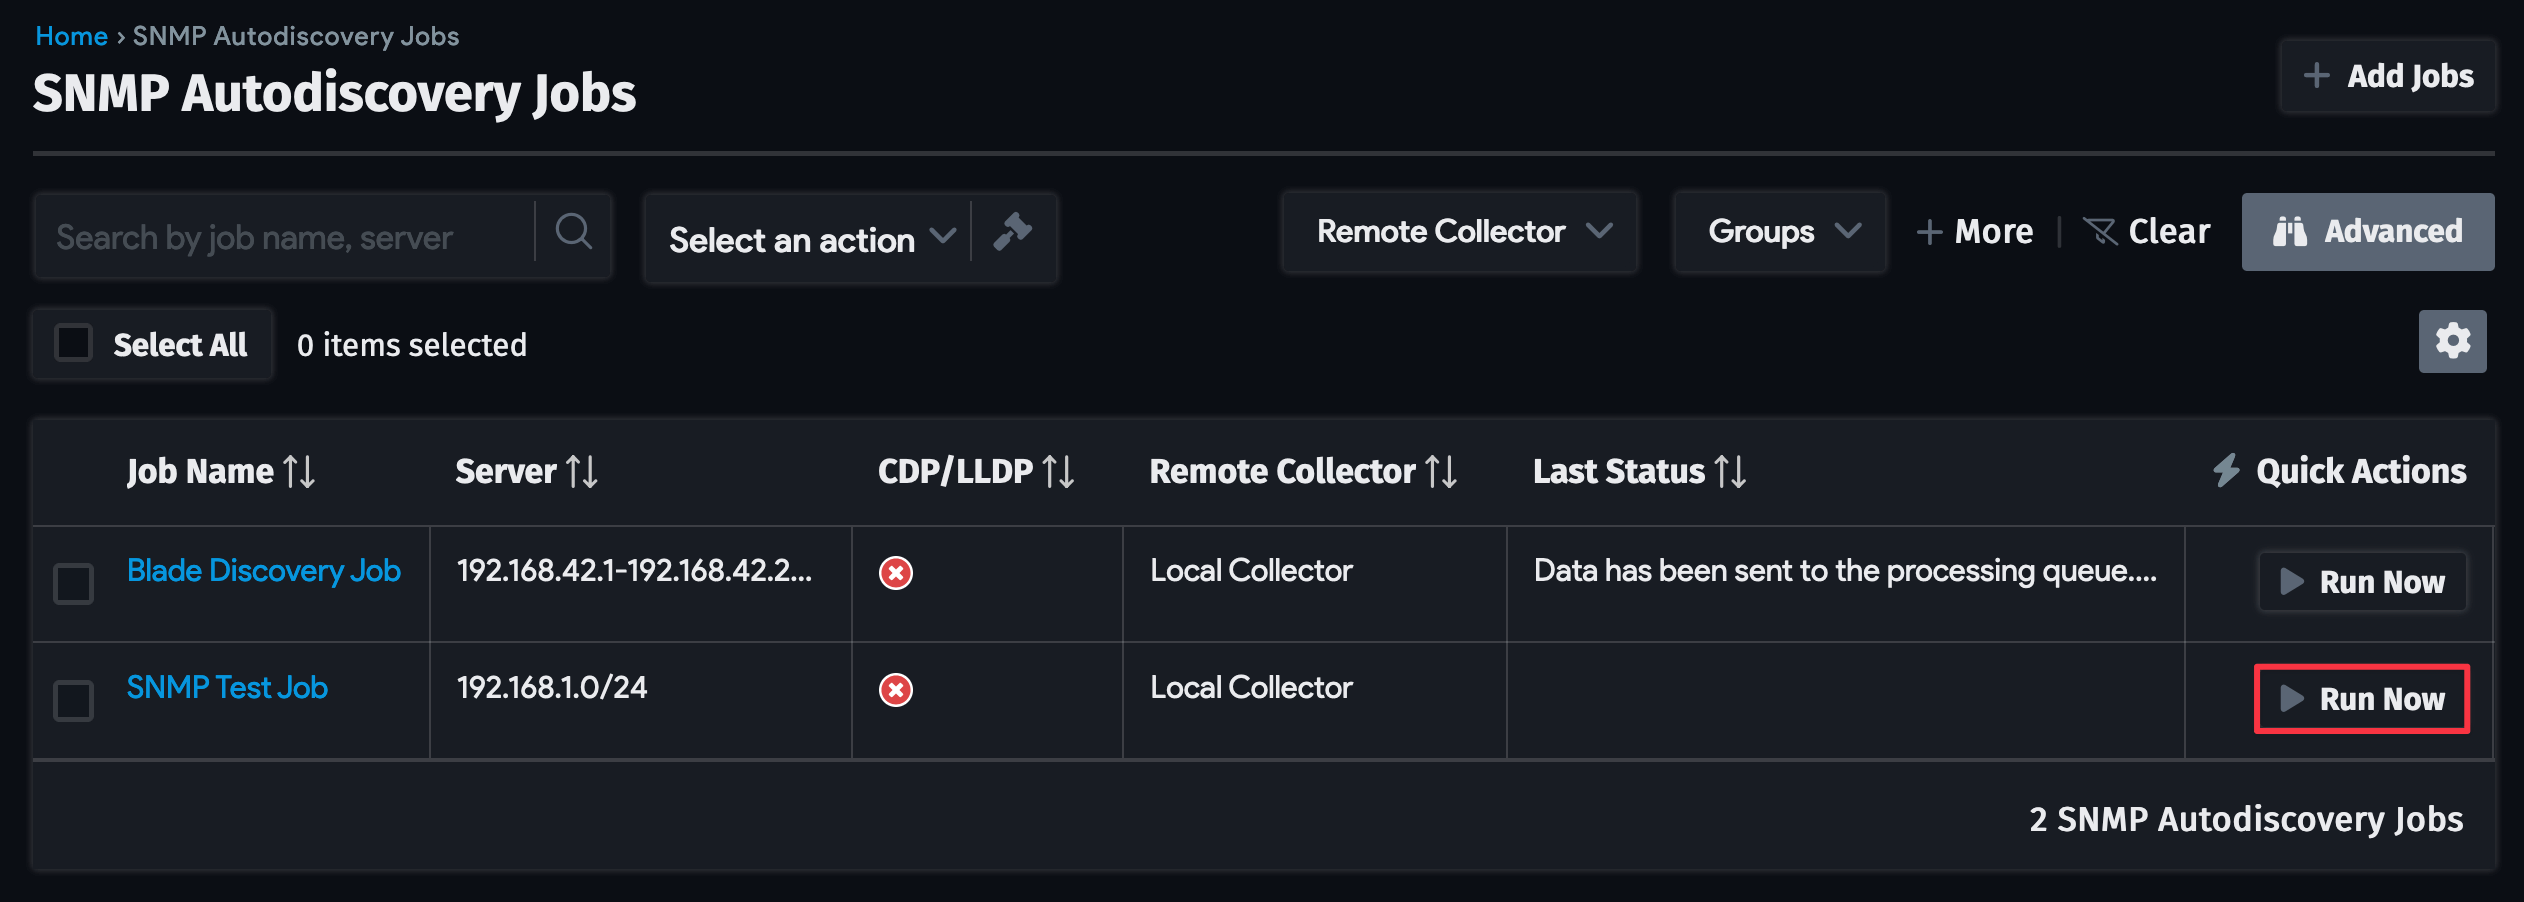 Home › SNMP Autodiscovery Jobs
SNMP Autodiscovery Jobs
Add Jobs
Search by job name, server
Select an action
Remote Collector
Groups
More
Clear
Advanced
Select All
0 items selected
Job Name
Server
CDP/LLDP
Remote Collector
Last Status
Quick Actions
Blade Discovery Job
192.168.42.1-192.168.42.2...
Local Collector
Data has been sent to the processing queue....
Run Now
SNMP Test Job
192.168.1.0/24
Local Collector
Run Now
2 SNMP Autodiscovery Jobs